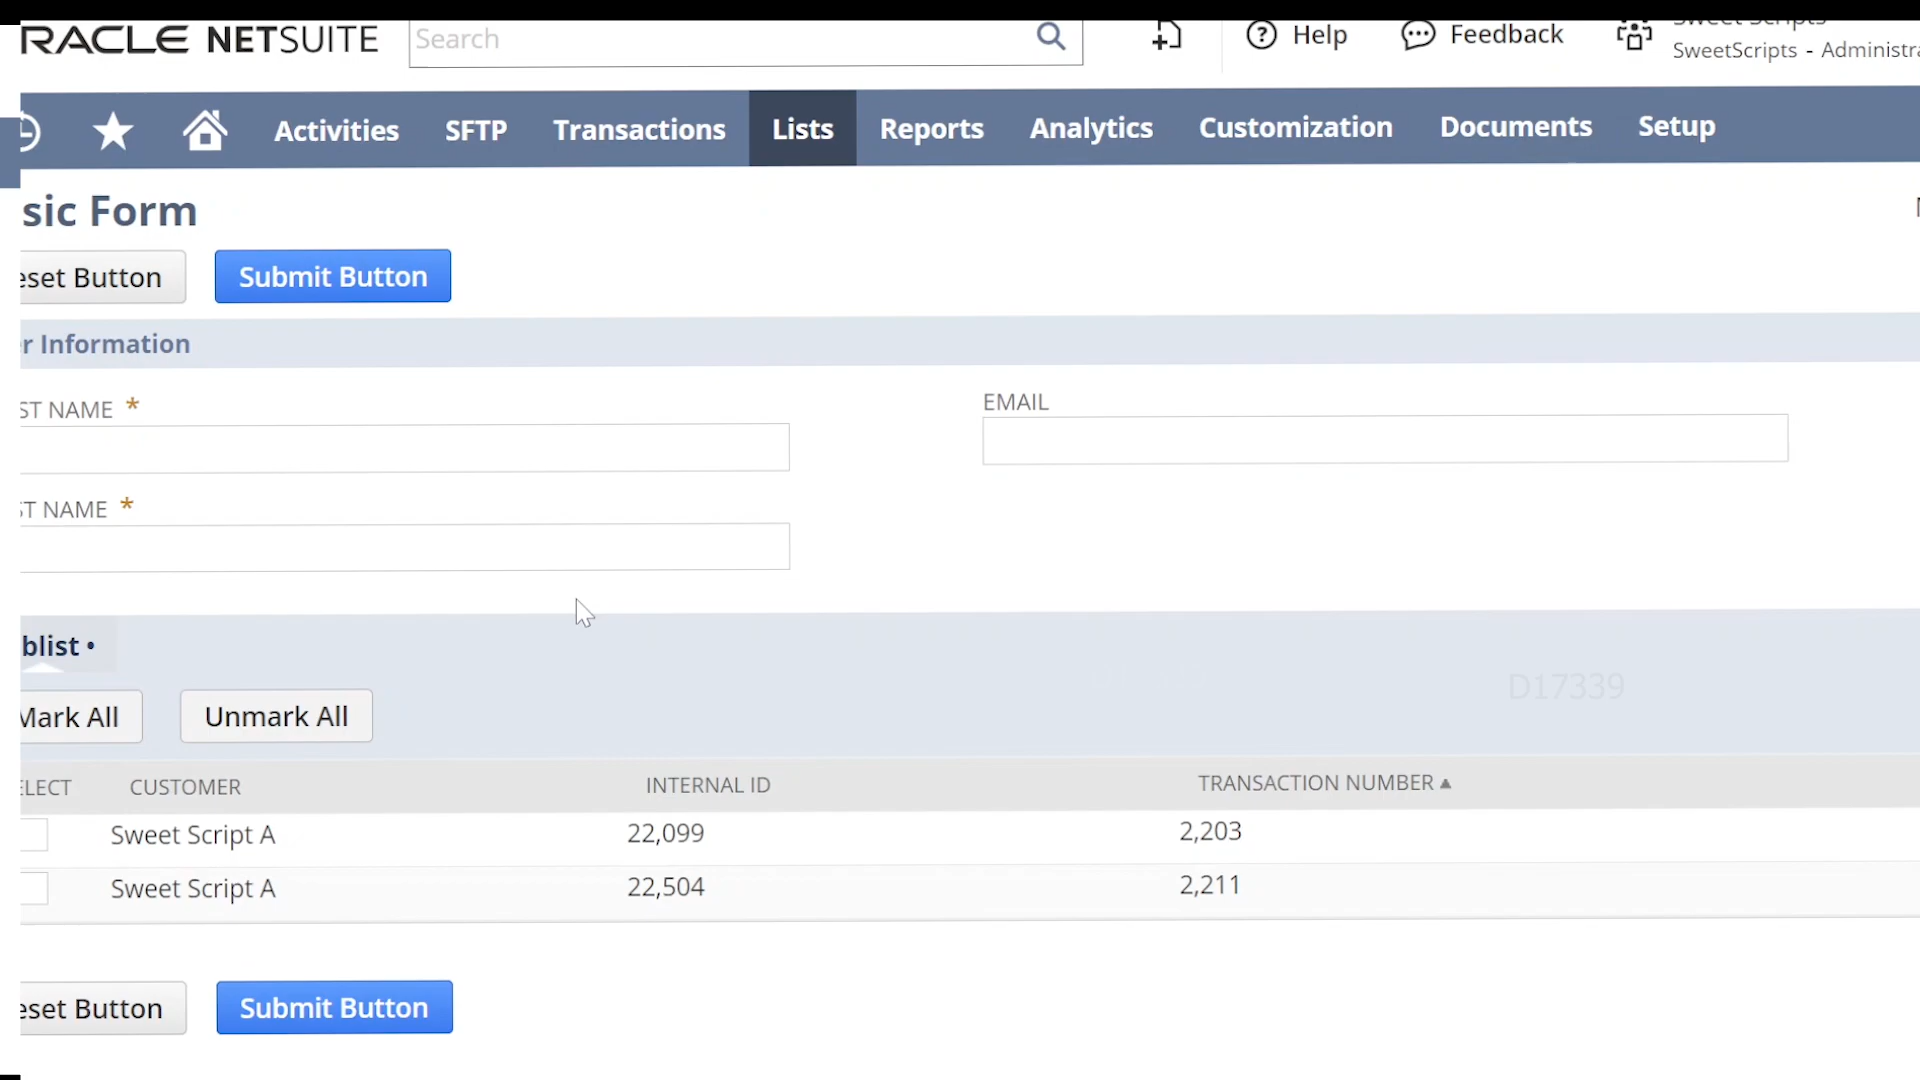 RACLE NETSUITE
Search
Help
Feedback
Sweet Scripts
SweetScripts - Administra
Activities
SFTP
Transactions
Lists
Reports
Analytics
Customization
Documents
Setup
sic Form
eset Button
Submit Button
r Information
ST NAME *
EMAIL
ST NAME *
blist •
D17339
Mark All
Unmark All
ELECT
CUSTOMER
INTERNAL ID
TRANSACTION NUMBER ▲
Sweet Script A
22,099
2,203
Sweet Script A
22,504
2,211
eset Button
Submit Button